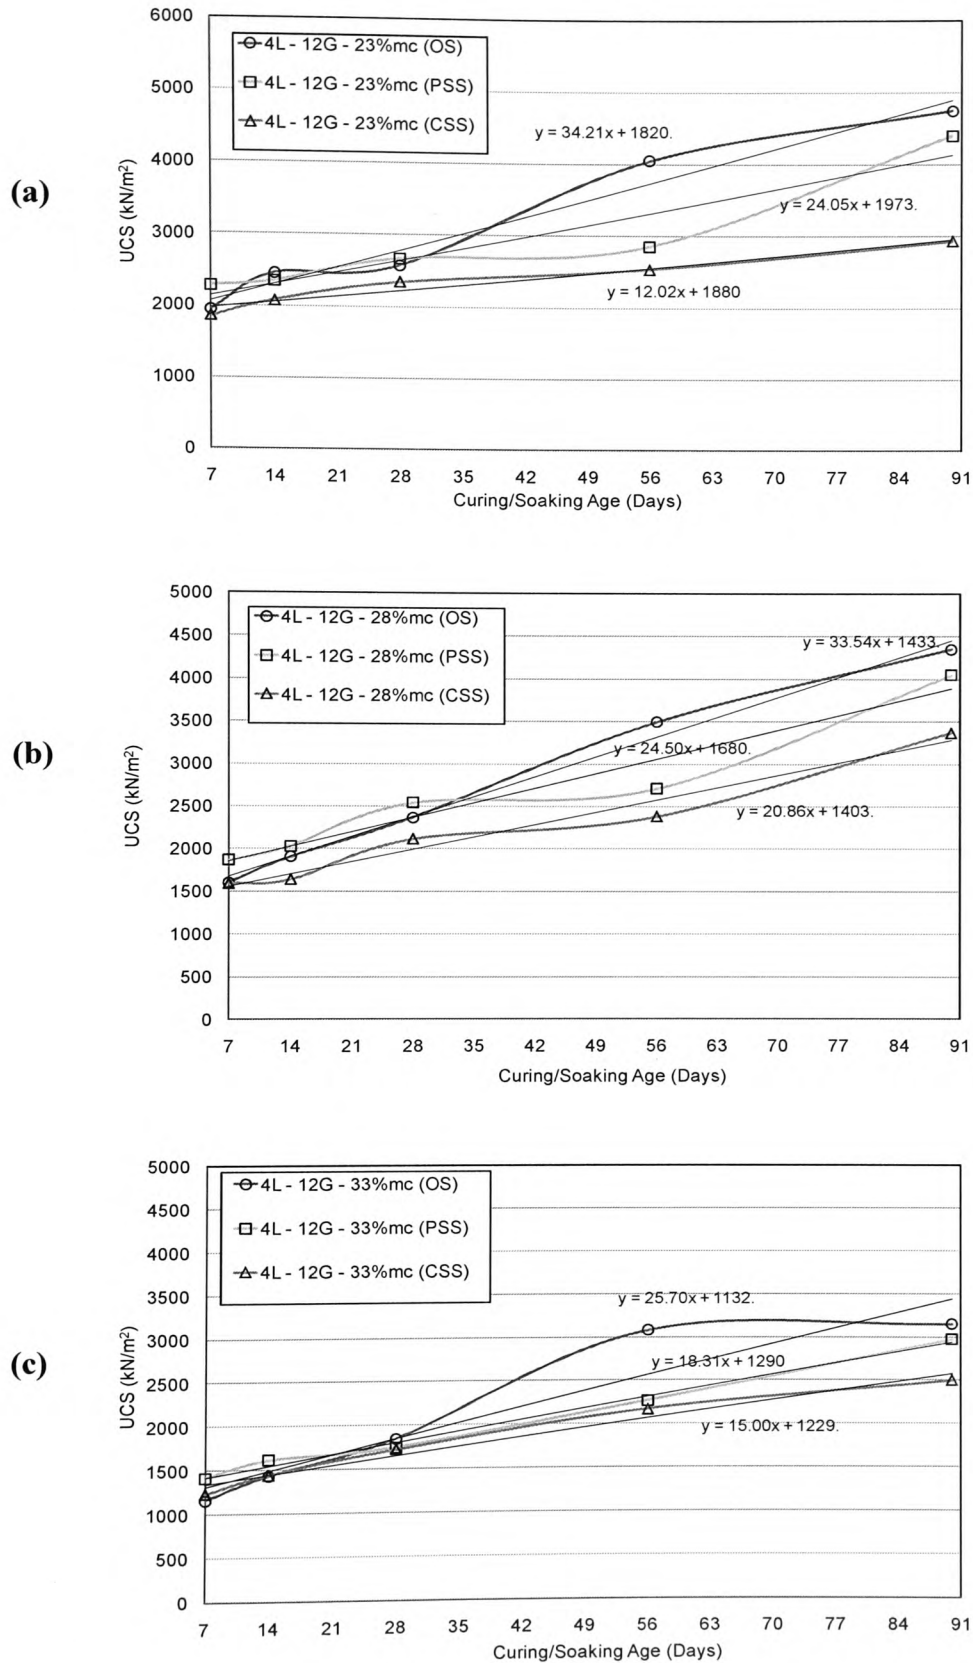 (a)
UCS (kN/m²)
6000
5000
4000
3000
2000
1000
0
4L - 12G - 23%mc (OS)
4L - 12G - 23%mc (PSS)
4L - 12G - 23%mc (CSS)
y = 34.21x + 1820.
y = 24.05x + 1973.
y = 12.02x + 1880
7 14 21 28 35 42 49 56 63 70 77 84 91
Curing/Soaking Age (Days)
(b)
UCS (kN/m²)
5000
4500
4000
3500
3000
2500
2000
1500
1000
500
0
4L - 12G - 28%mc (OS)
4L - 12G - 28%mc (PSS)
4L - 12G - 28%mc (CSS)
y = 33.54x + 1433.
y = 24.50x + 1680.
y = 20.86x + 1403.
7 14 21 28 35 42 49 56 63 70 77 84 91
Curing/Soaking Age (Days)
(c)
UCS (kN/m²)
5000
4500
4000
3500
3000
2500
2000
1500
1000
500
0
4L - 12G - 33%mc (OS)
4L - 12G - 33%mc (PSS)
4L - 12G - 33%mc (CSS)
y = 25.70x + 1132.
y = 18.31x + 1290
y = 15.00x + 1229.
7 14 21 28 35 42 49 56 63 70 77 84 91
Curing/Soaking Age (Days)